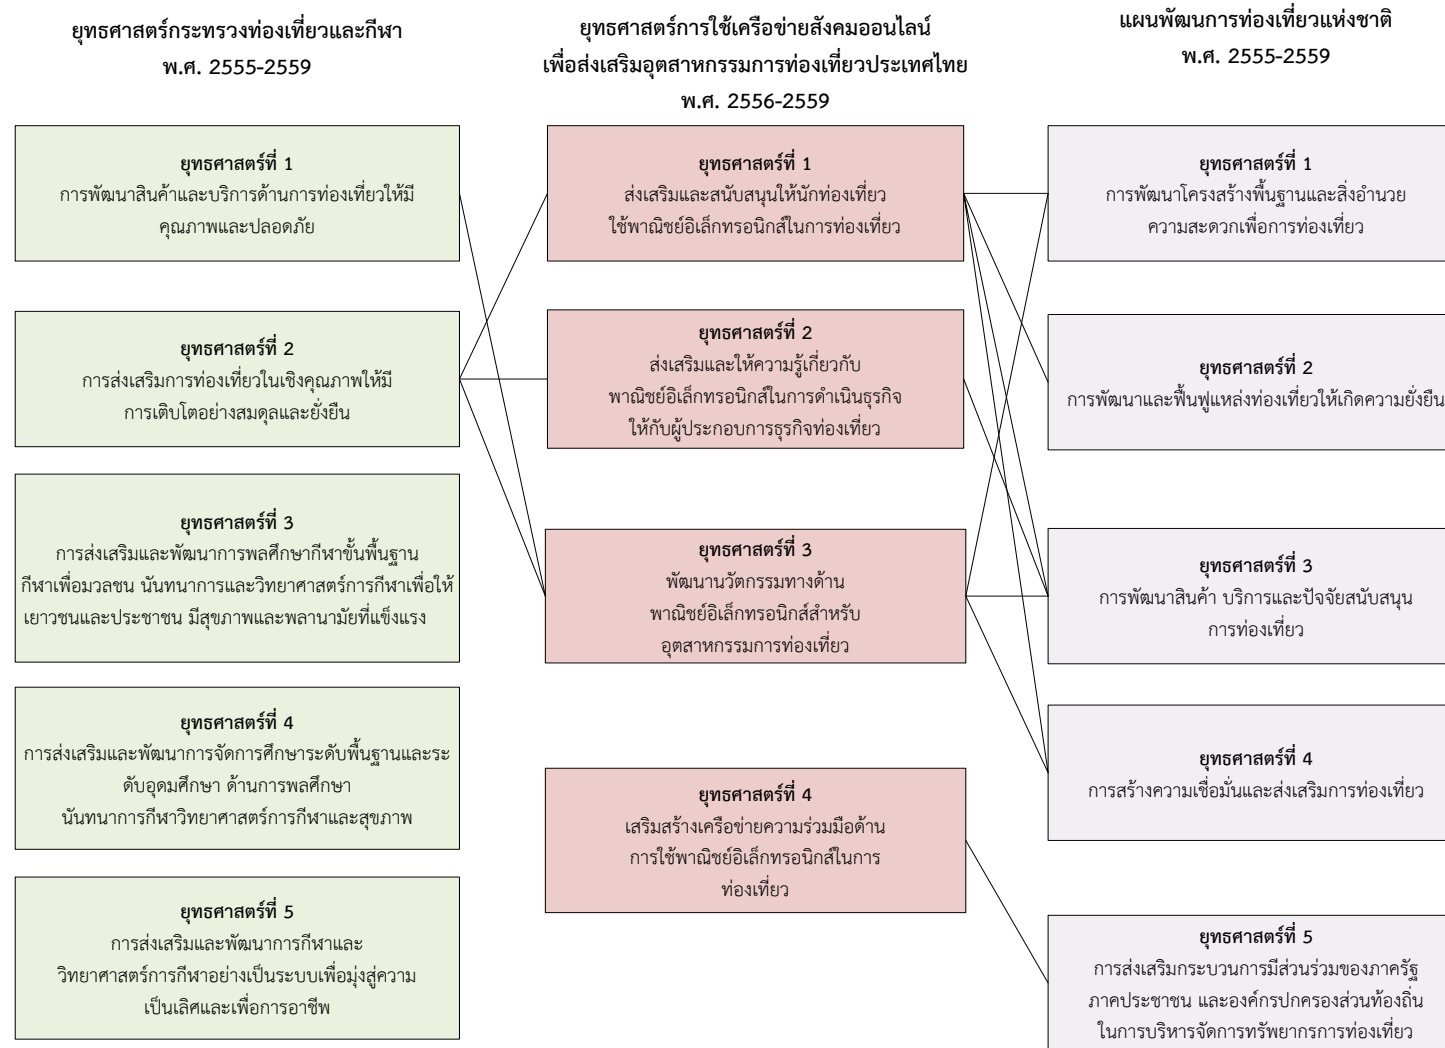 ยุทธศาสตร์กระทรวงท่องเที่ยวและกีฬา
พ.ศ. 2555-2559
ยุทธศาสตร์การใช้เครือข่ายสังคมออนไลน์
เพื่อส่งเสริมอุตสาหกรรมการท่องเที่ยวประเทศไทย
พ.ศ. 2556-2559
แผนพัฒนการท่องเที่ยวแห่งชาติ
พ.ศ. 2555-2559
ยุทธศาสตร์ที่ 1
การพัฒนาสินค้าและบริการด้านการท่องเที่ยวให้มี
คุณภาพและปลอดภัย
ยุทธศาสตร์ที่ 2
การส่งเสริมการท่องเที่ยวในเชิงคุณภาพให้มี
การเติบโตอย่างสมดุลและยั่งยืน
ยุทธศาสตร์ที่ 3
การส่งเสริมและพัฒนาการพลศึกษากีฬาขั้นพื้นฐาน
กีฬาเพื่อมวลชน นันทนาการและวิทยาศาสตร์การกีฬาเพื่อให้
เยาวชนและประชาชน มีสุขภาพและพลานามัยที่แข็งแรง
ยุทธศาสตร์ที่ 4
การส่งเสริมและพัฒนาการจัดการศึกษาระดับพื้นฐานและระ
ดับอุดมศึกษา ด้านการพลศึกษา
นันทนาการกีฬาวิทยาศาสตร์การกีฬาและสุขภาพ
ยุทธศาสตร์ที่ 5
การส่งเสริมและพัฒนาการกีฬาและ
วิทยาศาสตร์การกีฬาอย่างเป็นระบบเพื่อมุ่งสู่ความ
เป็นเลิศและเพื่อการอาชีพ
ยุทธศาสตร์ที่ 1
ส่งเสริมและสนับสนุนให้นักท่องเที่ยว
ใช้พาณิชย์อิเล็กทรอนิกส์ในการท่องเที่ยว
ยุทธศาสตร์ที่ 2
ส่งเสริมและให้ความรู้เกี่ยวกับ
พาณิชย์อิเล็กทรอนิกส์ในการดำเนินธุรกิจ
ให้กับผู้ประกอบการธุรกิจท่องเที่ยว
ยุทธศาสตร์ที่ 3
พัฒนานวัตกรรมทางด้าน
พาณิชย์อิเล็กทรอนิกส์สำหรับ
อุตสาหกรรมการท่องเที่ยว
ยุทธศาสตร์ที่ 4
เสริมสร้างเครือข่ายความร่วมมือด้าน
การใช้พาณิชย์อิเล็กทรอนิกส์ในการ
ท่องเที่ยว
ยุทธศาสตร์ที่ 1
การพัฒนาโครงสร้างพื้นฐานและสิ่งอำนวย
ความสะดวกเพื่อการท่องเที่ยว
ยุทธศาสตร์ที่ 2
การพัฒนาและฟื้นฟูแหล่งท่องเที่ยวให้เกิดความยั่งยืน
ยุทธศาสตร์ที่ 3
การพัฒนาสินค้า บริการและปัจจัยสนับสนุน
การท่องเที่ยว
ยุทธศาสตร์ที่ 4
การสร้างความเชื่อมั่นและส่งเสริมการท่องเที่ยว
ยุทธศาสตร์ที่ 5
การส่งเสริมกระบวนการมีส่วนร่วมของภาครัฐ
ภาคประชาชน และองค์กรปกครองส่วนท้องถิ่น
ในการบริหารจัดการทรัพยากรการท่องเที่ยว